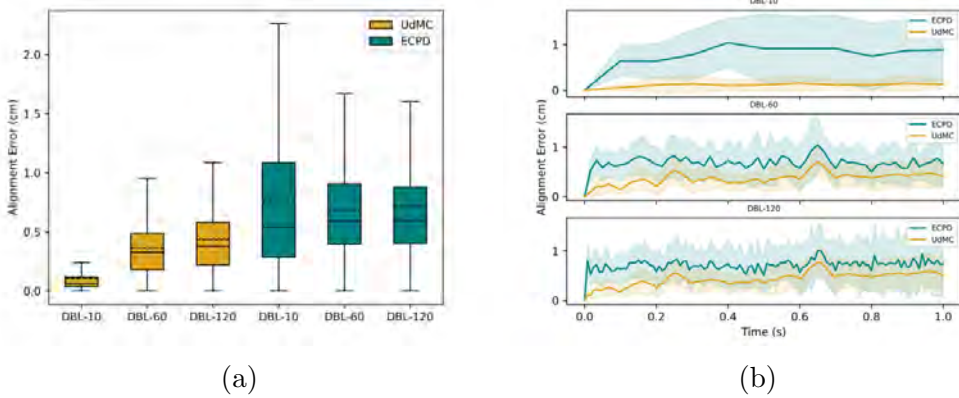 DBL-10
UdMC
ECPD
2.0
1.5
1.0
0.5
0.0
Alignment Error (cm)
DBL-10 DBL-60 DBL-120 DBL-10 DBL-60 DBL-120
(a)
ECPD
UdMC
1
0
DBL-60
ECPD
UdMC
1
0
DBL-120
ECPD
UdMC
1
0
Alignment Error (cm)
0.0 0.2 0.4 0.6 0.8 1.0
Time (s)
(b)